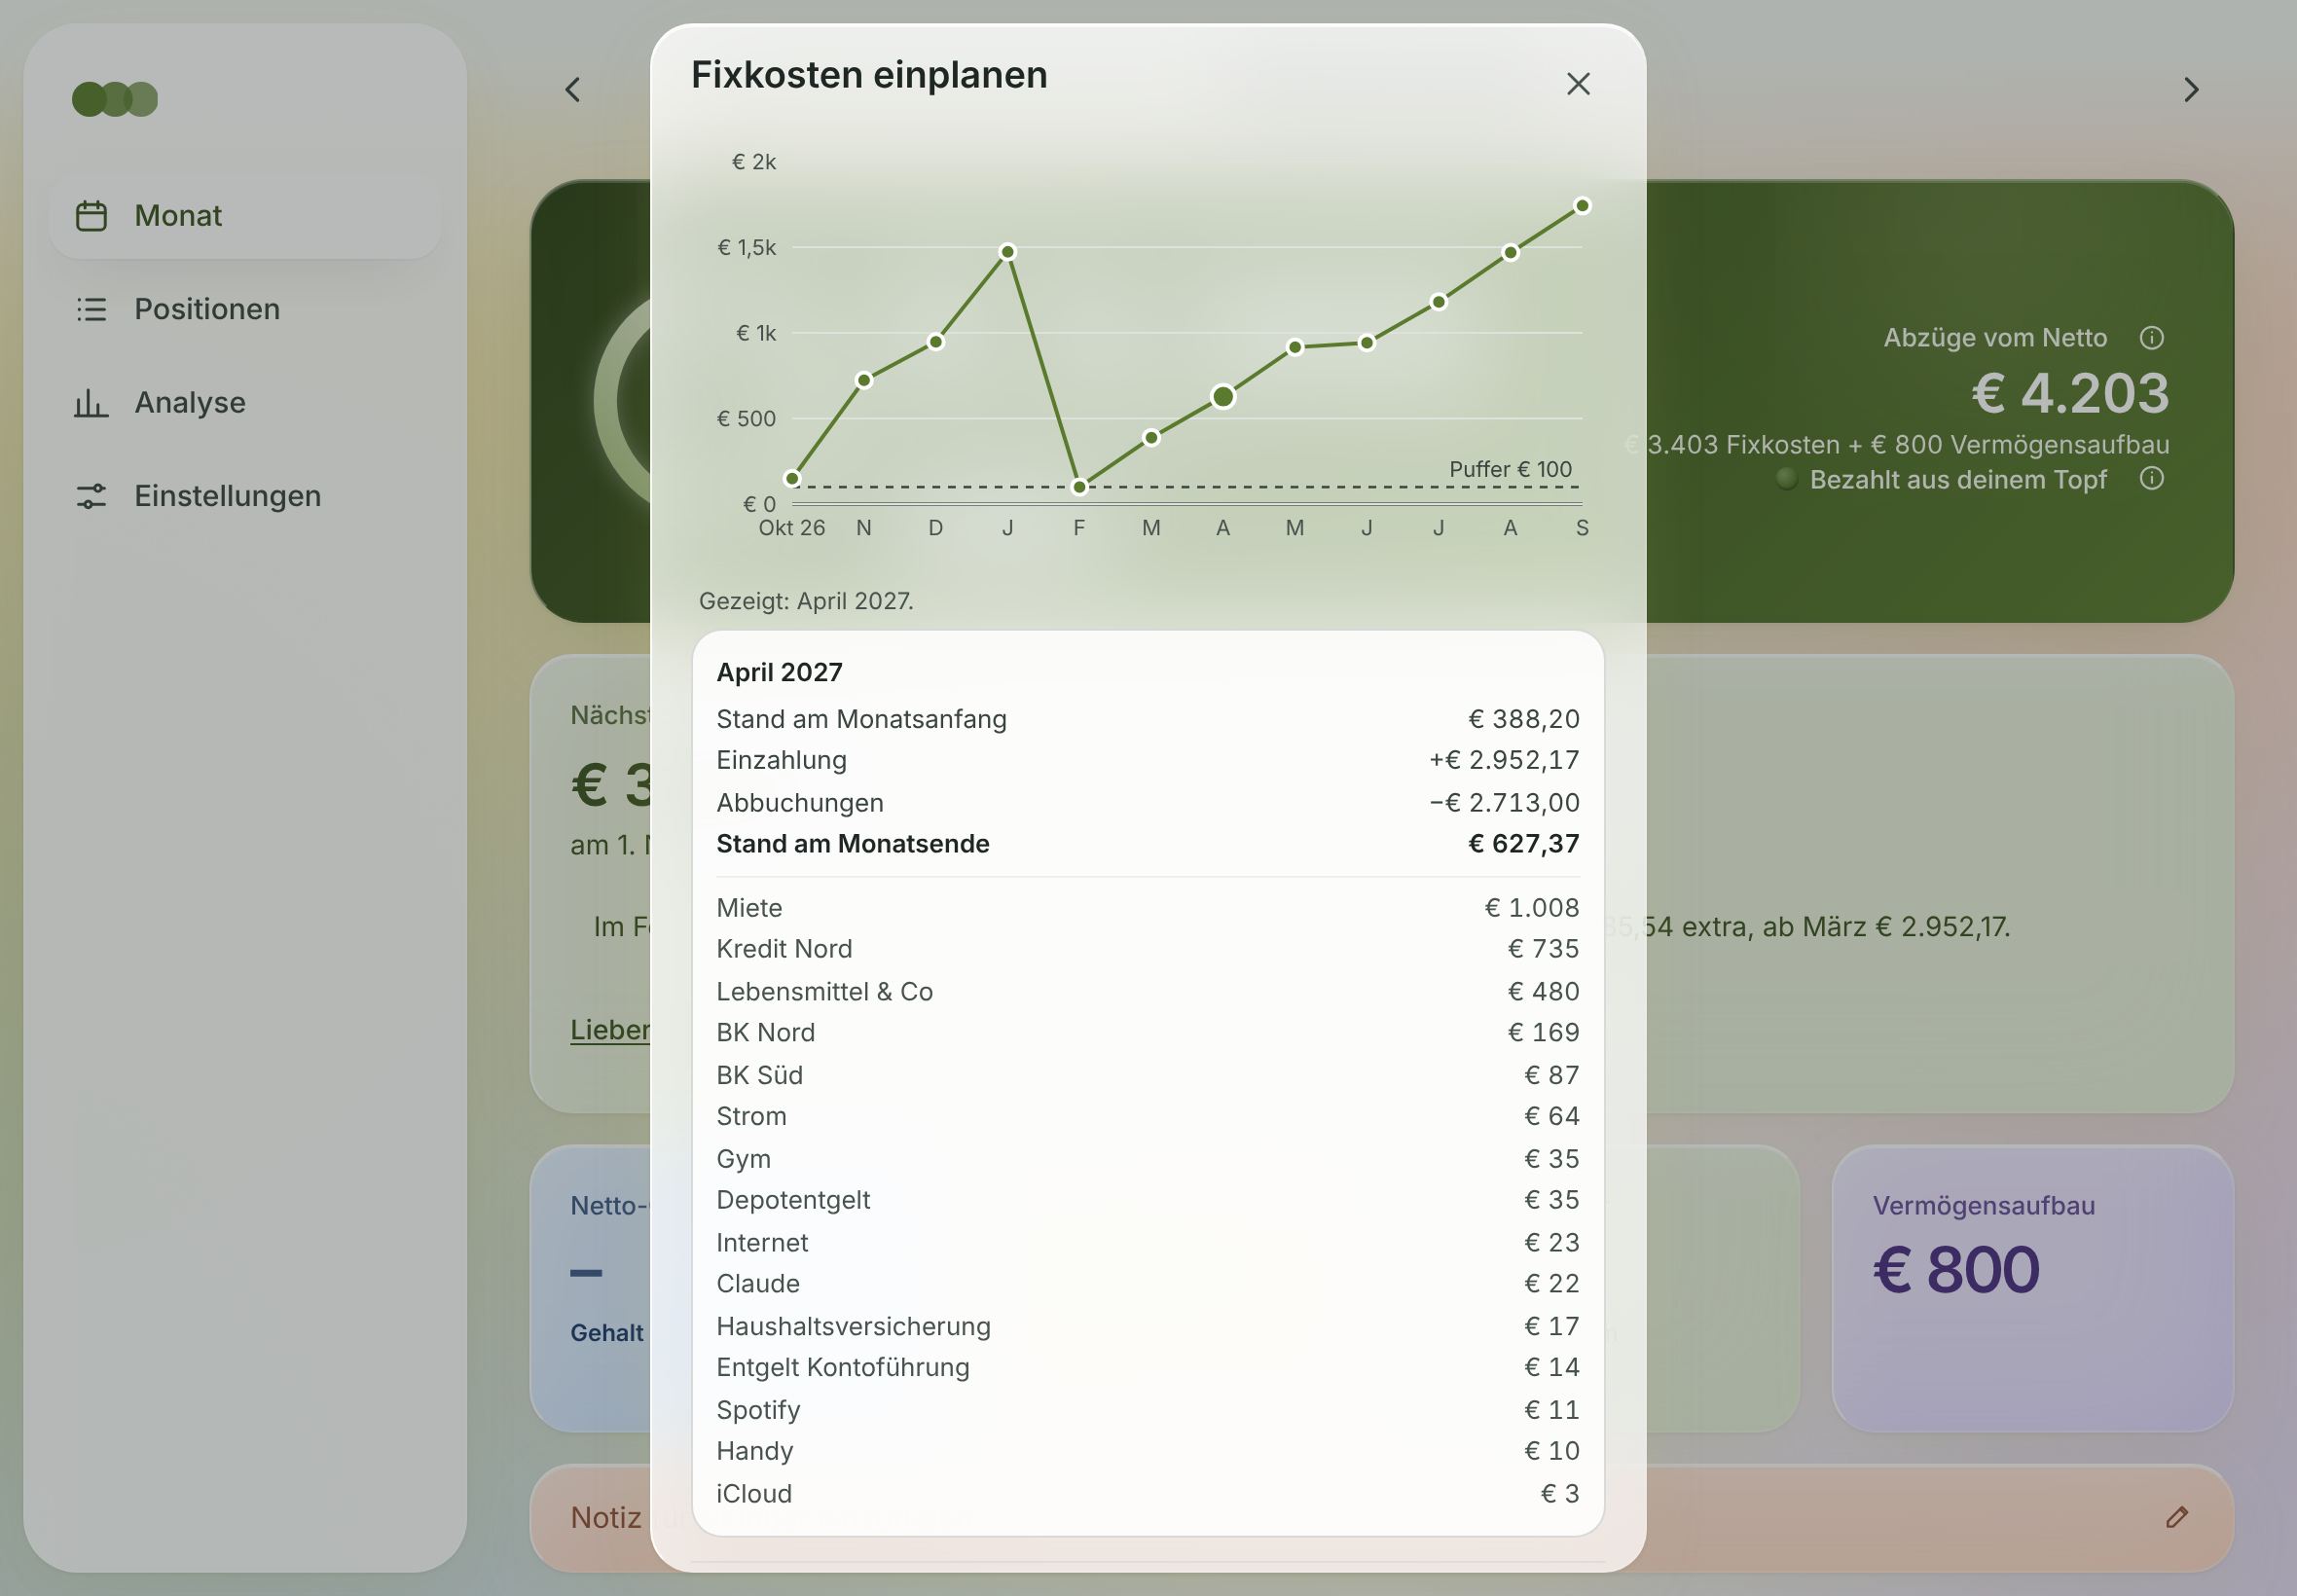 Monat
Positionen
Analyse
Einstellungen
Fixkosten einplanen
€ 2k
€ 1,5k
€ 1k
€ 500
€ 0
Puffer € 100
Okt 26 N D J F M A M J J A S
Gezeigt: April 2027.
April 2027
Stand am Monatsanfang € 388,20
Einzahlung +€ 2.952,17
Abbuchungen −€ 2.713,00
Stand am Monatsende € 627,37
Miete € 1.008
Kredit Nord € 735
Lebensmittel & Co € 480
BK Nord € 169
BK Süd € 87
Strom € 64
Gym € 35
Depotentgelt € 35
Internet € 23
Claude € 22
Haushaltsversicherung € 17
Entgelt Kontoführung € 14
Spotify € 11
Handy € 10
iCloud € 3
Abzüge vom Netto
€ 4.203
€ 3.403 Fixkosten + € 800 Vermögensaufbau
Bezahlt aus deinem Topf
€ 3
am 1.
Im
extra, ab März € 2.952,17.
Netto-
–
Gehalt
Vermögensaufbau
€ 800
Notiz